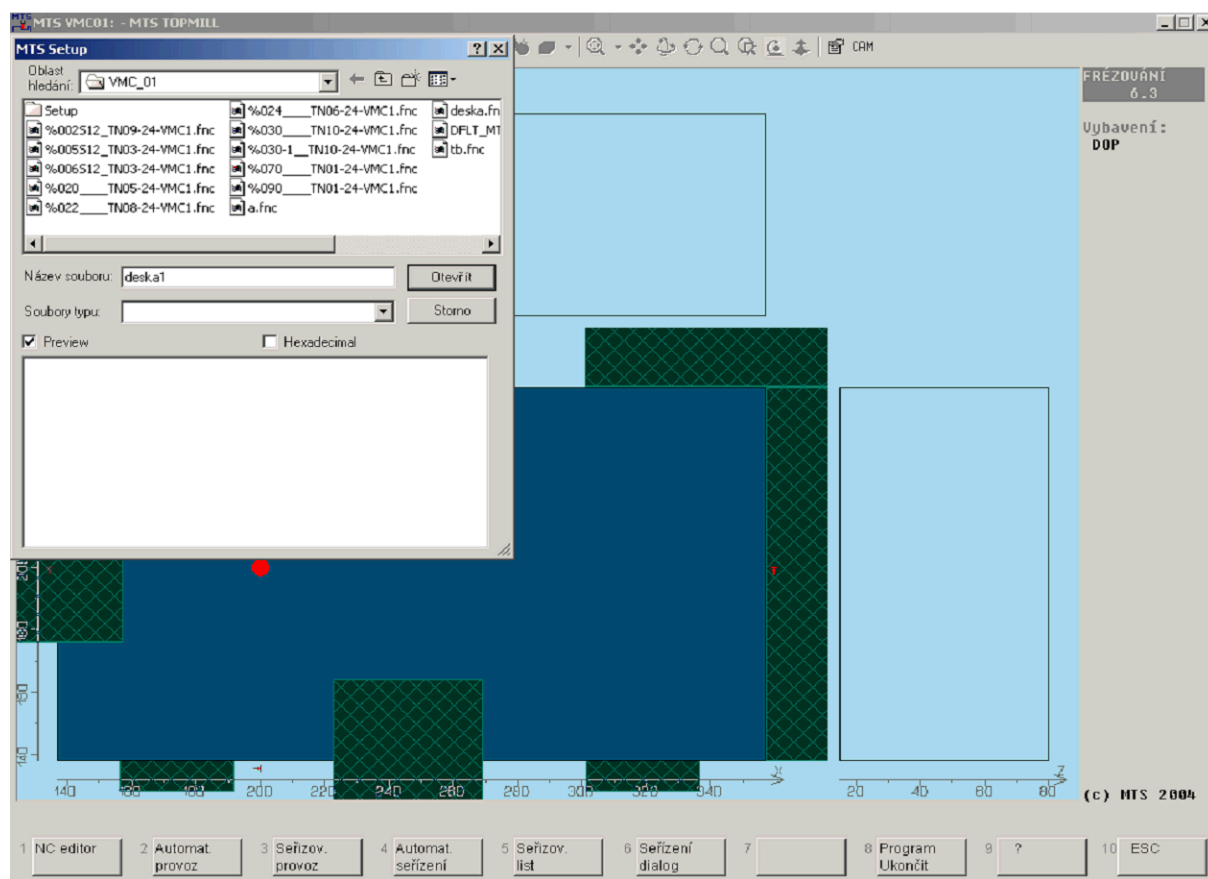 MTS VMC01: - MTS TOPMILL
MTS Setup
Oblast
hledání:
VMC_01
Setup
%002S12_TN09-24-VMC1.fnc
%005S12_TN03-24-VMC1.fnc
%006S12_TN03-24-VMC1.fnc
%020____TN05-24-VMC1.fnc
%022____TN08-24-VMC1.fnc
%024____TN06-24-VMC1.fnc
%030____TN10-24-VMC1.fnc
%030-1__TN10-24-VMC1.fnc
%070____TN01-24-VMC1.fnc
%090____TN01-24-VMC1.fnc
a.fnc
deska.fn
DFLT_MT
tb.fnc
Název souboru: deska1
Otevřít
Soubory typu:
Storno
Preview
Hexadecimal
CAM
FRÉZOVÁNÍ
6.3
Vybavení:
DOP
200
180
140
140 180 200 220 240 260 280 300 320 340
X
20 40 60 80
Z
(c) MTS 2004
1 NC editor
2 Automat. provoz
3 Seřizov. provoz
4 Automat. seřízení
5 Seřizov. list
6 Seřízení dialog
7
8 Program Ukončit
9 ?
10 ESC